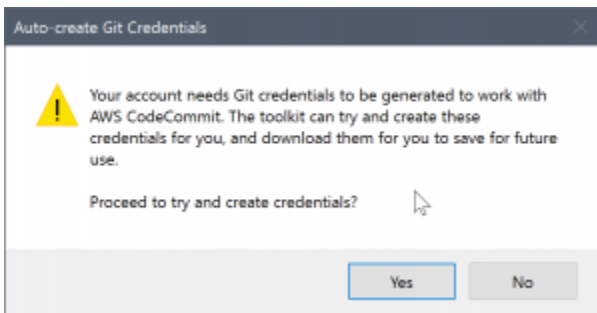 Auto-create Git Credentials
Your account needs Git credentials to be generated to work with
AWS CodeCommit. The toolkit can try and create these
credentials for you, and download them for you to save for future
use.
Proceed to try and create credentials?
Yes
No